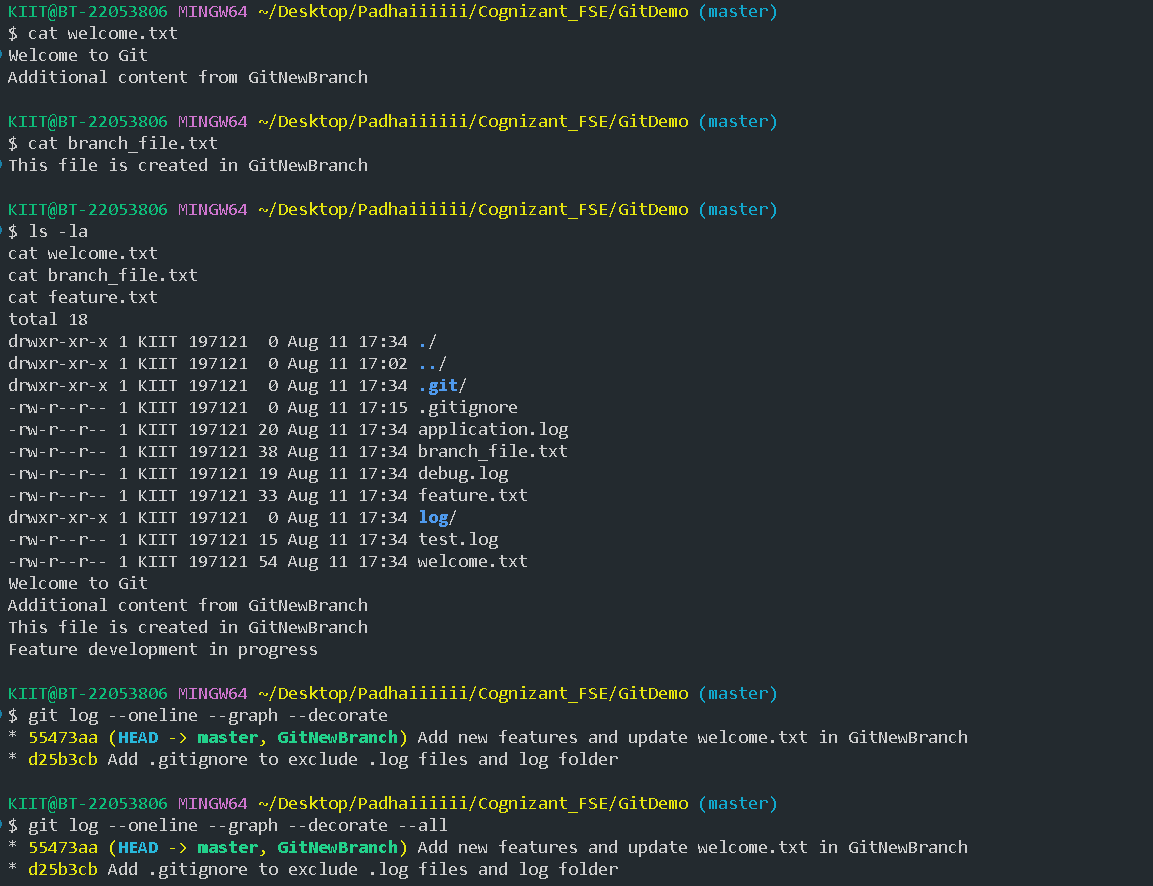 KIIT@BT-22053806 MINGW64 ~/Desktop/Padhaiiiiii/Cognizant_FSE/GitDemo (master)
$ cat welcome.txt
Welcome to Git
Additional content from GitNewBranch

KIIT@BT-22053806 MINGW64 ~/Desktop/Padhaiiiiii/Cognizant_FSE/GitDemo (master)
$ cat branch_file.txt
This file is created in GitNewBranch

KIIT@BT-22053806 MINGW64 ~/Desktop/Padhaiiiiii/Cognizant_FSE/GitDemo (master)
$ ls -la
cat welcome.txt
cat branch_file.txt
cat feature.txt
total 18
drwxr-xr-x 1 KIIT 197121  0 Aug 11 17:34 ./
drwxr-xr-x 1 KIIT 197121  0 Aug 11 17:02 ../
drwxr-xr-x 1 KIIT 197121  0 Aug 11 17:34 .git/
-rw-r--r-- 1 KIIT 197121  0 Aug 11 17:15 .gitignore
-rw-r--r-- 1 KIIT 197121 20 Aug 11 17:34 application.log
-rw-r--r-- 1 KIIT 197121 38 Aug 11 17:34 branch_file.txt
-rw-r--r-- 1 KIIT 197121 19 Aug 11 17:34 debug.log
-rw-r--r-- 1 KIIT 197121 33 Aug 11 17:34 feature.txt
drwxr-xr-x 1 KIIT 197121  0 Aug 11 17:34 log/
-rw-r--r-- 1 KIIT 197121 15 Aug 11 17:34 test.log
-rw-r--r-- 1 KIIT 197121 54 Aug 11 17:34 welcome.txt
Welcome to Git
Additional content from GitNewBranch
This file is created in GitNewBranch
Feature development in progress

KIIT@BT-22053806 MINGW64 ~/Desktop/Padhaiiiiii/Cognizant_FSE/GitDemo (master)
$ git log --oneline --graph --decorate
* 55473aa (HEAD -> master, GitNewBranch) Add new features and update welcome.txt in GitNewBranch
* d25b3cb Add .gitignore to exclude .log files and log folder

KIIT@BT-22053806 MINGW64 ~/Desktop/Padhaiiiiii/Cognizant_FSE/GitDemo (master)
$ git log --oneline --graph --decorate --all
* 55473aa (HEAD -> master, GitNewBranch) Add new features and update welcome.txt in GitNewBranch
* d25b3cb Add .gitignore to exclude .log files and log folder